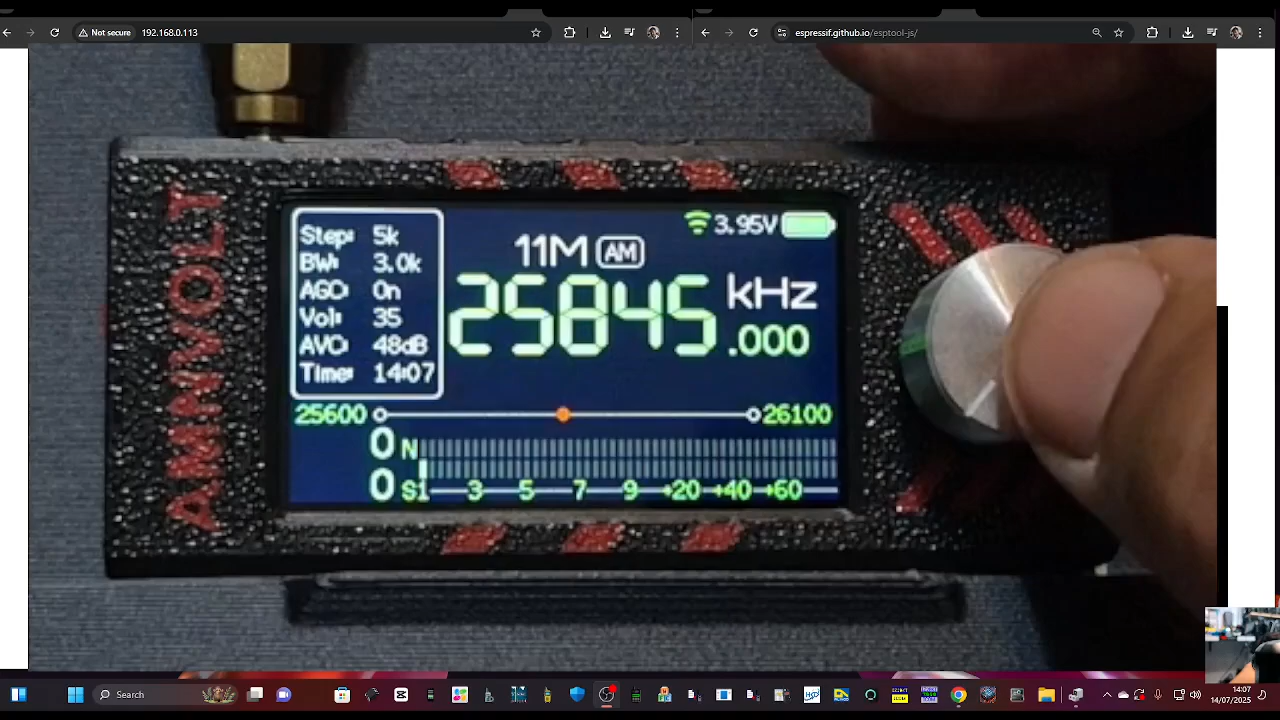 Not secure 192.168.0.113
espressif.github.io/esptool-js/
AMNVOLT
Step: 5k
BW: 3.0k
AGC: On
Vol: 35
AVC: 48dB
Time: 14:07
3.95V
11M AM
25845 kHz
.000
25600 26100
0 N
0 S1 3 5 7 9 +20 +40 +60
Search
14:07
14/07/2025